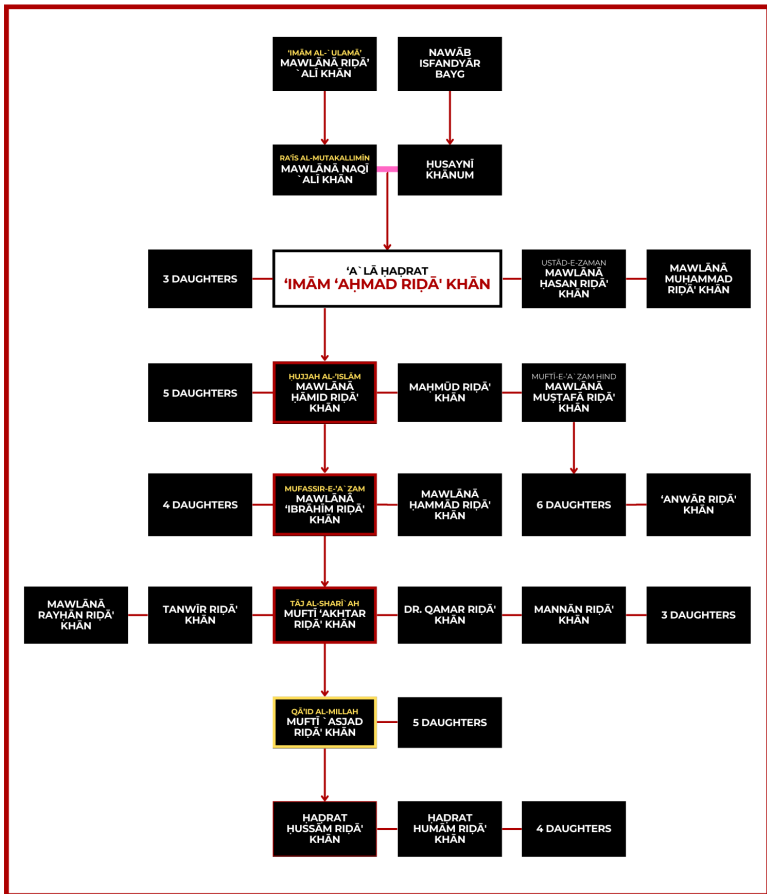 ‘IMĀM AL-`ULAMĀ’
MAWLĀNĀ RIḌĀ’
`ALĪ KHĀN
NAWĀB
ISFANDYĀR
BAYG
RA’ĪS AL-MUTAKALLIMĪN
MAWLĀNĀ NAQĪ
`ALĪ KHĀN
ḤUSAYNĪ
KHĀNUM
3 DAUGHTERS
‘A`LĀ ḤAḌRAT
‘IMĀM ‘AḤMAD RIḌĀ' KHĀN
USTĀD-E-ZAMAN
MAWLĀNĀ
ḤASAN RIḌĀ'
KHĀN
MAWLĀNĀ
MUḤAMMAD
RIḌĀ' KHĀN
5 DAUGHTERS
ḤUJJAH AL-’ISLĀM
MAWLĀNĀ
ḤĀMID RIḌĀ'
KHĀN
MAḤMŪD RIḌĀ'
KHĀN
MUFTĪ-E-’A`ẒAM HIND
MAWLĀNĀ
MUṢṬAFĀ RIḌĀ'
KHĀN
4 DAUGHTERS
MUFASSIR-E-’A`ẒAM
MAWLĀNĀ
‘IBRĀHĪM RIḌĀ'
KHĀN
MAWLĀNĀ
ḤAMMĀD RIḌĀ'
KHĀN
6 DAUGHTERS
‘ANWĀR RIḌĀ'
KHĀN
MAWLĀNĀ
RAYḤĀN RIḌĀ'
KHĀN
TANWĪR RIḌĀ'
KHĀN
TĀJ AL-SHARĪ`AH
MUFTĪ ‘AKHTAR
RIḌĀ' KHĀN
DR. QAMAR RIḌĀ'
KHĀN
MANNĀN RIḌĀ'
KHĀN
3 DAUGHTERS
QĀ’ID AL-MILLAH
MUFTĪ `ASJAD
RIḌĀ' KHĀN
5 DAUGHTERS
ḤAḌRAT
ḤUSSĀM RIḌĀ'
KHĀN
ḤAḌRAT
HUMĀM RIḌĀ'
KHĀN
4 DAUGHTERS